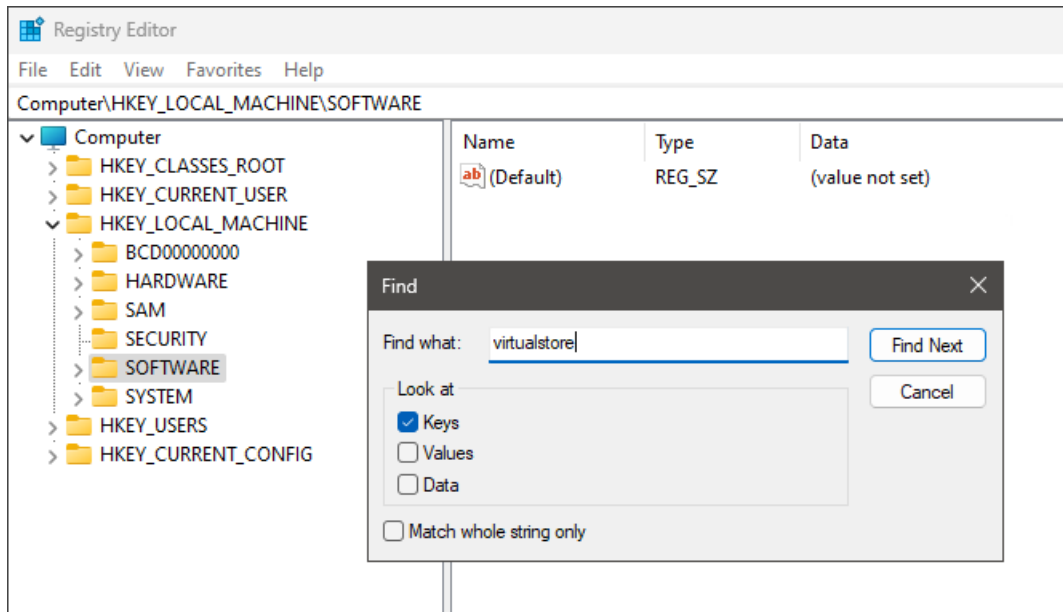 Registry Editor
File Edit View Favorites Help
Computer\HKEY_LOCAL_MACHINE\SOFTWARE
Computer
HKEY_CLASSES_ROOT
HKEY_CURRENT_USER
HKEY_LOCAL_MACHINE
BCD00000000
HARDWARE
SAM
SECURITY
SOFTWARE
SYSTEM
HKEY_USERS
HKEY_CURRENT_CONFIG
Name Type Data
ab (Default) REG_SZ (value not set)
Find
Find what: virtualstore Find Next
Look at Cancel
Keys
Values
Data
Match whole string only